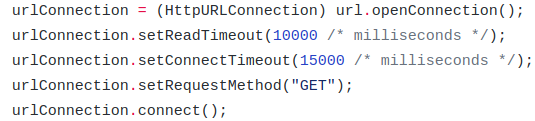 urlConnection = (HttpURLConnection) url.openConnection();
urlConnection.setReadTimeout(10000 /* milliseconds */);
urlConnection.setConnectTimeout(15000 /* milliseconds */);
urlConnection.setRequestMethod("GET");
urlConnection.connect();